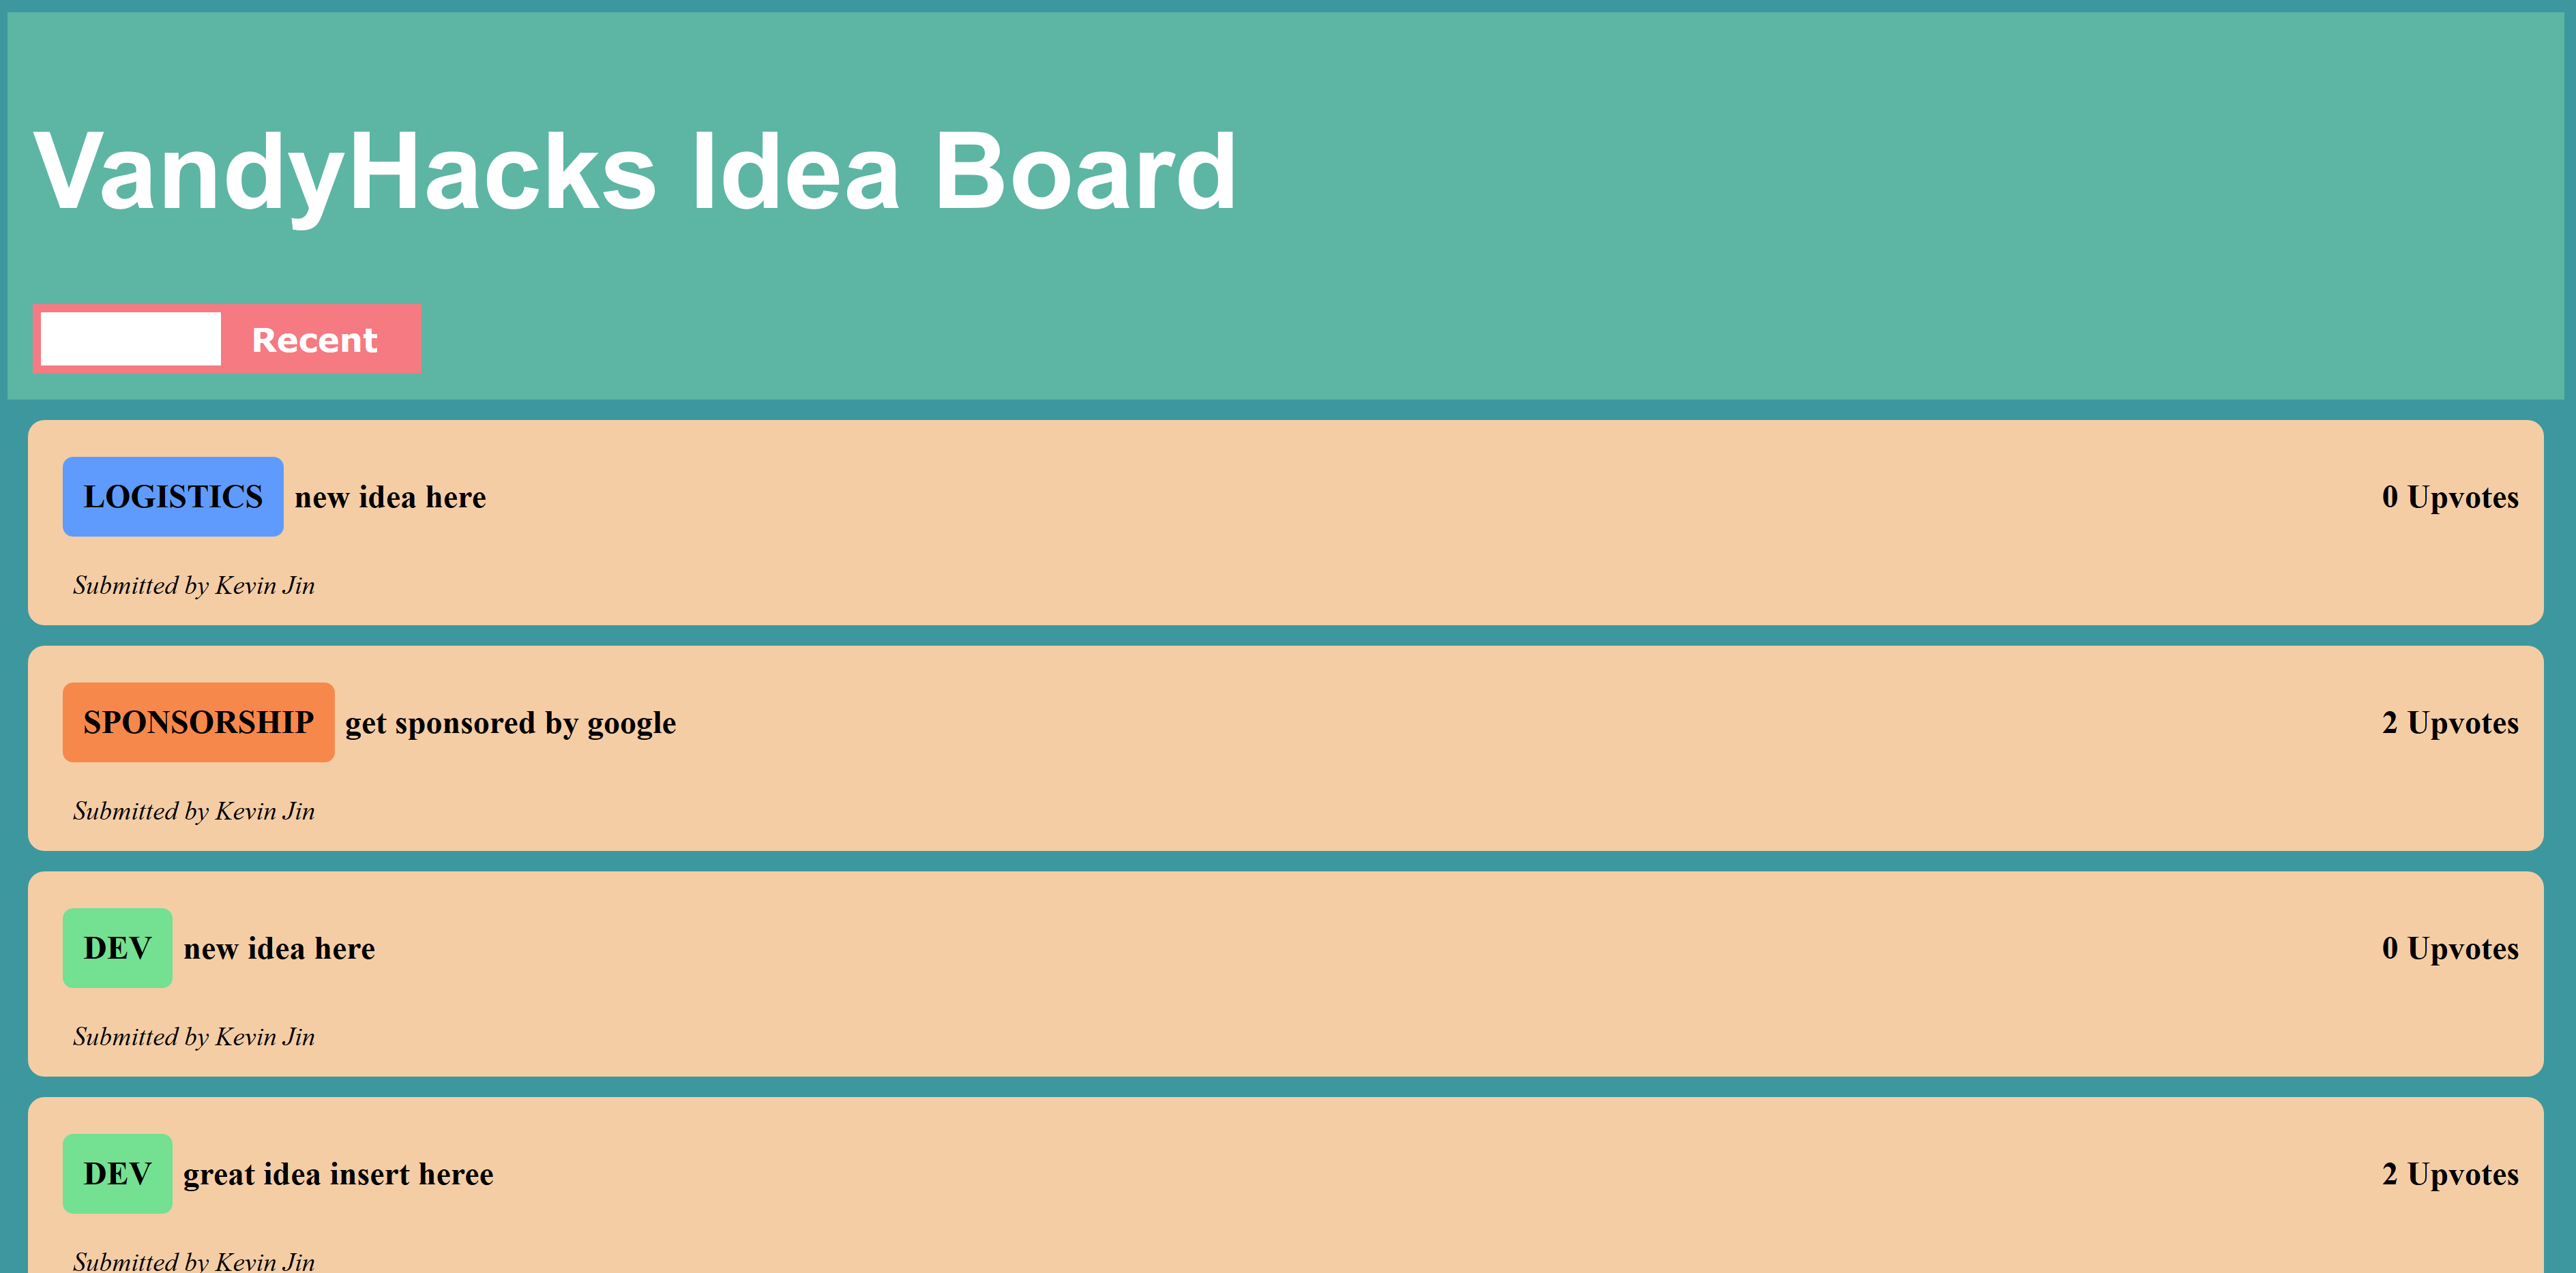 VandyHacks Idea Board
Recent
LOGISTICS new idea here 0 Upvotes
Submitted by Kevin Jin
SPONSORSHIP get sponsored by google 2 Upvotes
Submitted by Kevin Jin
DEV new idea here 0 Upvotes
Submitted by Kevin Jin
DEV great idea insert heree 2 Upvotes
Submitted by Kevin Jin